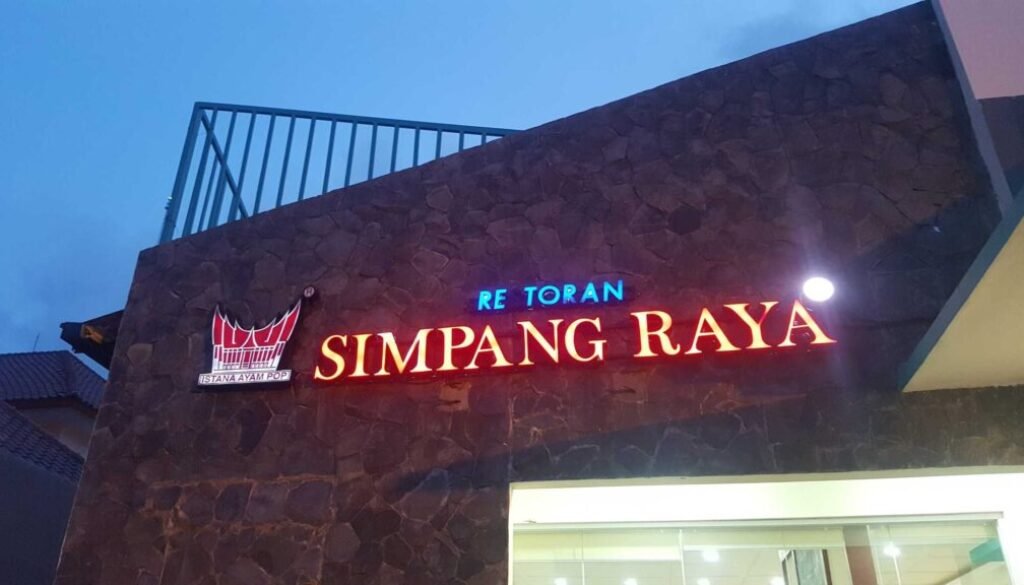 RE TORAN
SIMPANG RAYA
ISTANA AYAM POP